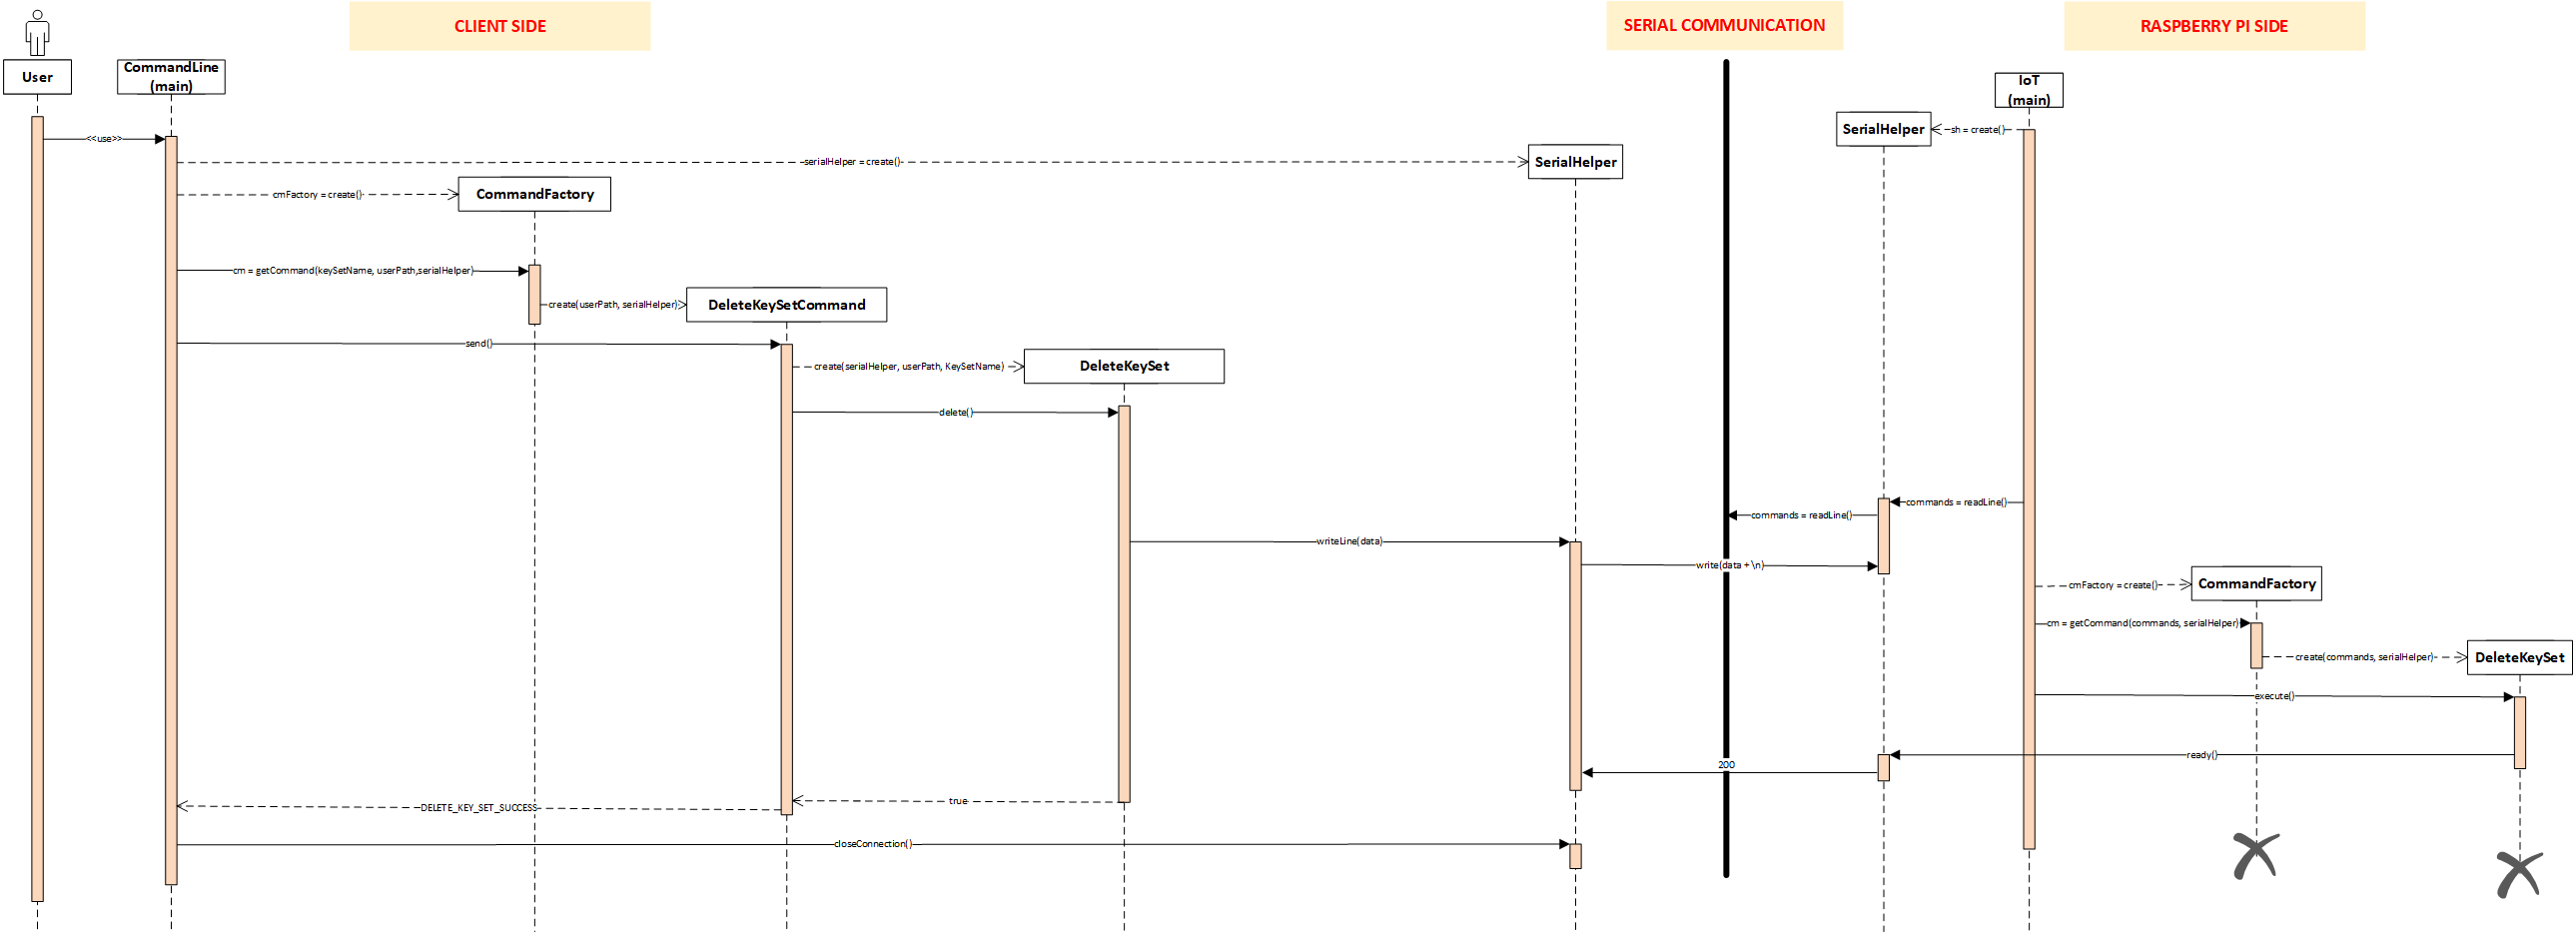 CLIENT SIDE
SERIAL COMMUNICATION
RASPBERRY PI SIDE
User
CommandLine
(main)
IoT
(main)
SerialHelper
sh = create()
<<use>>
serialHelper = create()
SerialHelper
cmFactory = create()
CommandFactory
cm = getCommand(keySetName, userPath,serialHelper)
create(userPath, serialHelper)
DeleteKeySetCommand
send()
create(serialHelper, userPath, KeySetName)
DeleteKeySet
delete()
commands = readLine()
commands = readLine()
writeLine(data)
write(data + \n)
cmFactory = create()
CommandFactory
cm = getCommand(commands, serialHelper)
create(commands, serialHelper)
DeleteKeySet
execute()
ready()
200
true
DELETE_KEY_SET_SUCCESS
closeConnection()